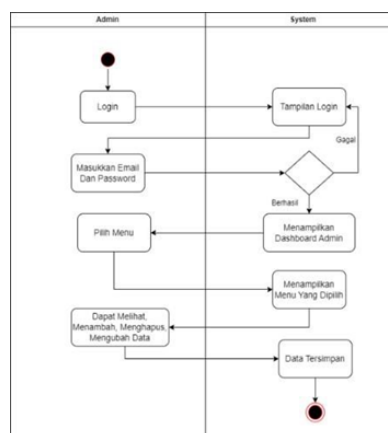 Admin
System
Login
Tampilan Login
Gagal
Masukkan Email
Dan Password
Berhasil
Menampilkan
Dashboard Admin
Pilih Menu
Menampilkan
Menu Yang Dipilih
Dapat Melihat,
Menambah, Menghapus,
Mengubah Data
Data Tersimpan